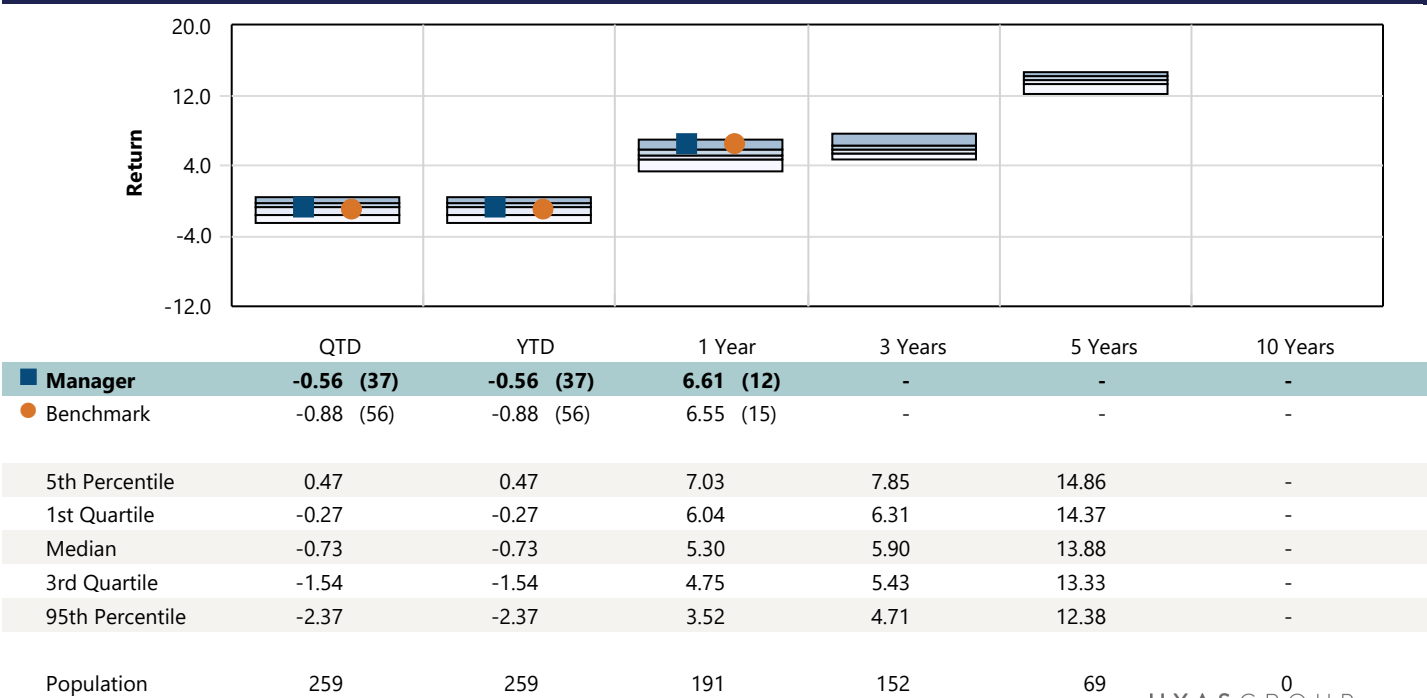 20.0
12.0
4.0
-4.0
-12.0
Return
QTD YTD 1 Year 3 Years 5 Years 10 Years
Manager -0.56 (37) -0.56 (37) 6.61 (12) - - -
Benchmark -0.88 (56) -0.88 (56) 6.55 (15) - - -
5th Percentile 0.47 0.47 7.03 7.85 14.86 -
1st Quartile -0.27 -0.27 6.04 6.31 14.37 -
Median -0.73 -0.73 5.30 5.90 13.88 -
3rd Quartile -1.54 -1.54 4.75 5.43 13.33 -
95th Percentile -2.37 -2.37 3.52 4.71 12.38 -
Population 259 259 191 152 69 0